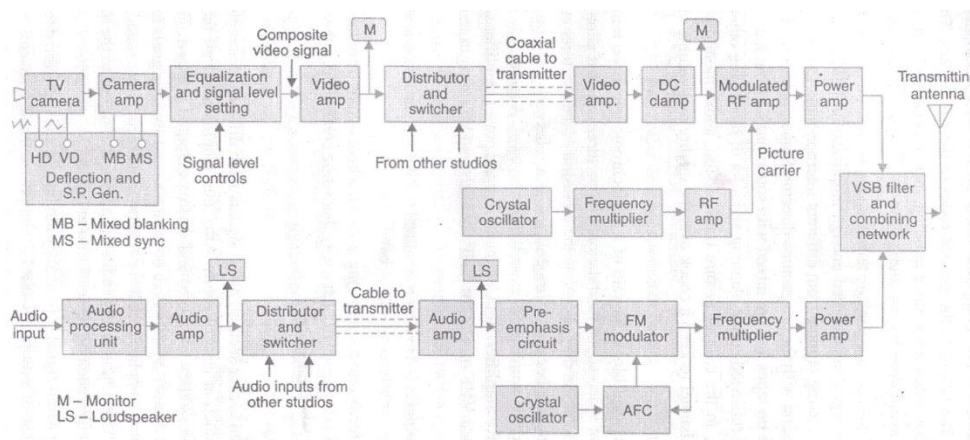 M
M
Composite
video signal
Coaxial
cable to
transmitter
Transmittin
antenna
TV
camera
Camera
amp
Equalization
and signal level
setting
Video
amp
Distributor
and
switcher
Video
amp.
DC
clamp
Modulated
RF amp
Power
amp
HD VD MB MS
Deflection and
S.P. Gen.
Signal level
controls
From other studios
Picture
carrier
MB – Mixed blanking
MS – Mixed sync
Crystal
oscillator
Frequency
multiplier
RF
amp
VSB filter
and
combining
network
LS
LS
Cable to
transmitter
Audio
input
Audio
processing
unit
Audio
amp
Distributor
and
switcher
Audio
amp
Pre-
emphasis
circuit
FM
modulator
Frequency
multiplier
Power
amp
Audio inputs from
other studios
M – Monitor
LS – Loudspeaker
Crystal
oscillator
AFC